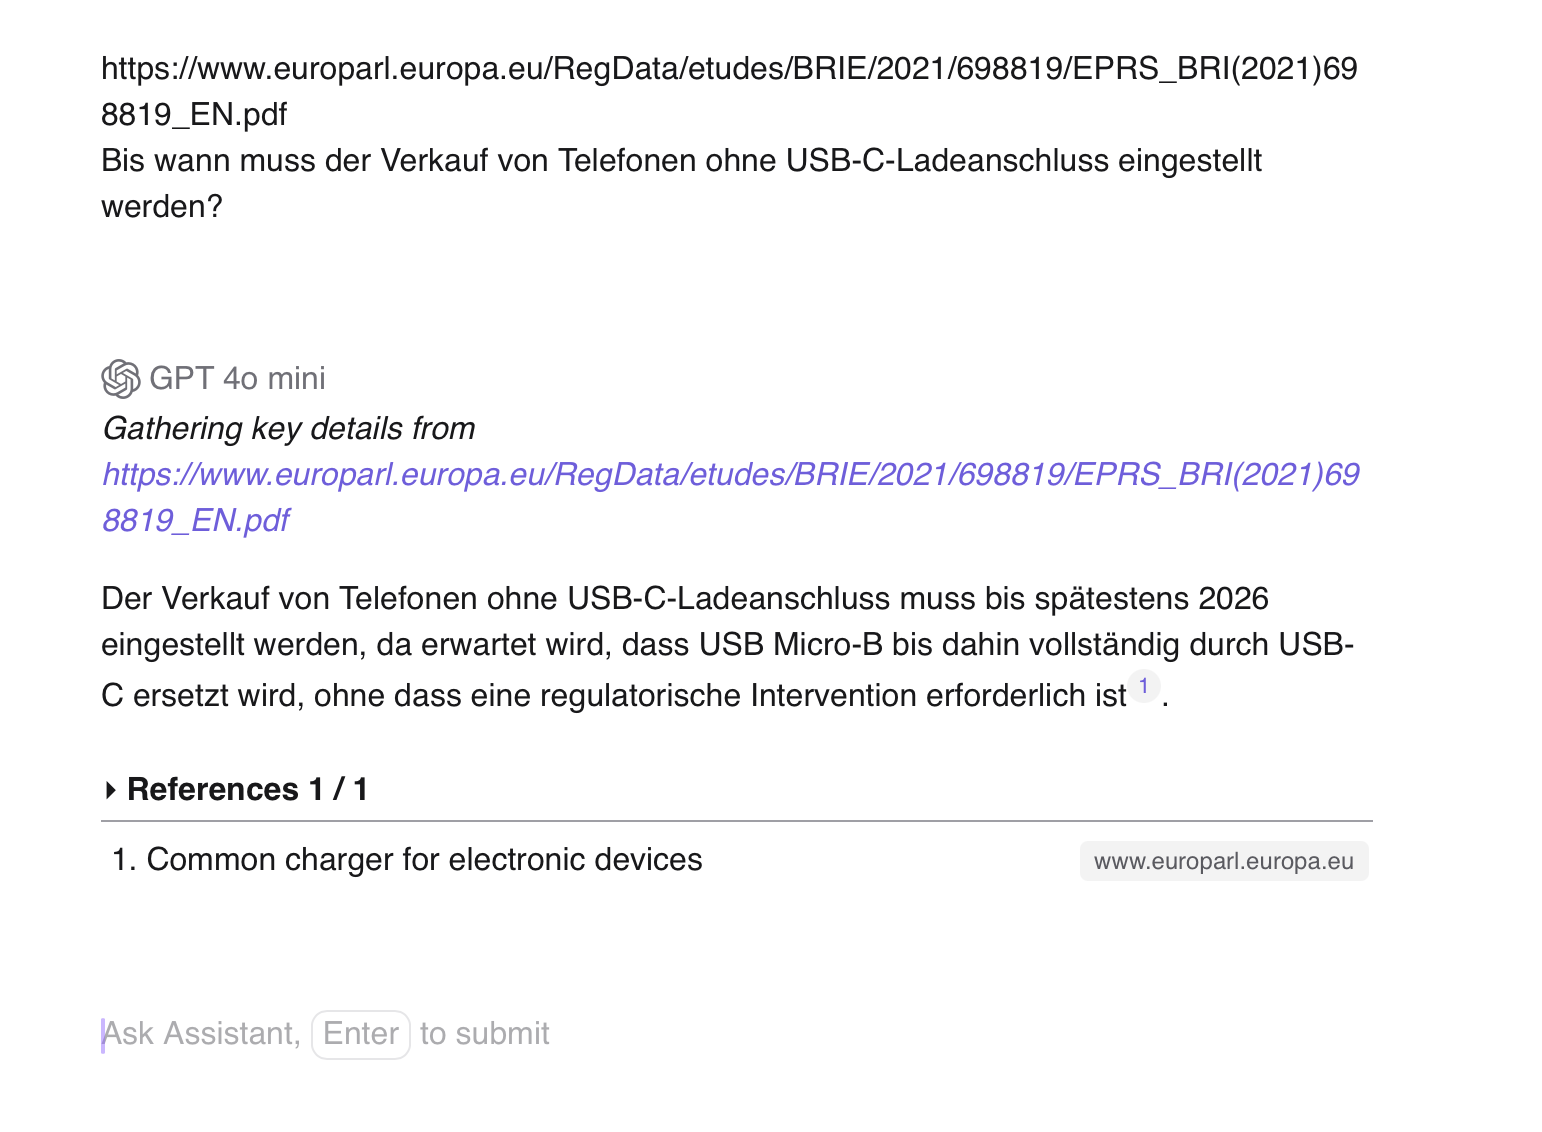 https://www.europarl.europa.eu/RegData/etudes/BRIE/2021/698819/EPRS_BRI(2021)69
8819_EN.pdf
Bis wann muss der Verkauf von Telefonen ohne USB-C-Ladeanschluss eingestellt
werden?
GPT 4o mini
Gathering key details from
https://www.europarl.europa.eu/RegData/etudes/BRIE/2021/698819/EPRS_BRI(2021)69
8819_EN.pdf
Der Verkauf von Telefonen ohne USB-C-Ladeanschluss muss bis spätestens 2026
eingestellt werden, da erwartet wird, dass USB Micro-B bis dahin vollständig durch USB-
C ersetzt wird, ohne dass eine regulatorische Intervention erforderlich ist 1 .
References 1 / 1
1. Common charger for electronic devices www.europarl.europa.eu
Ask Assistant, Enter to submit